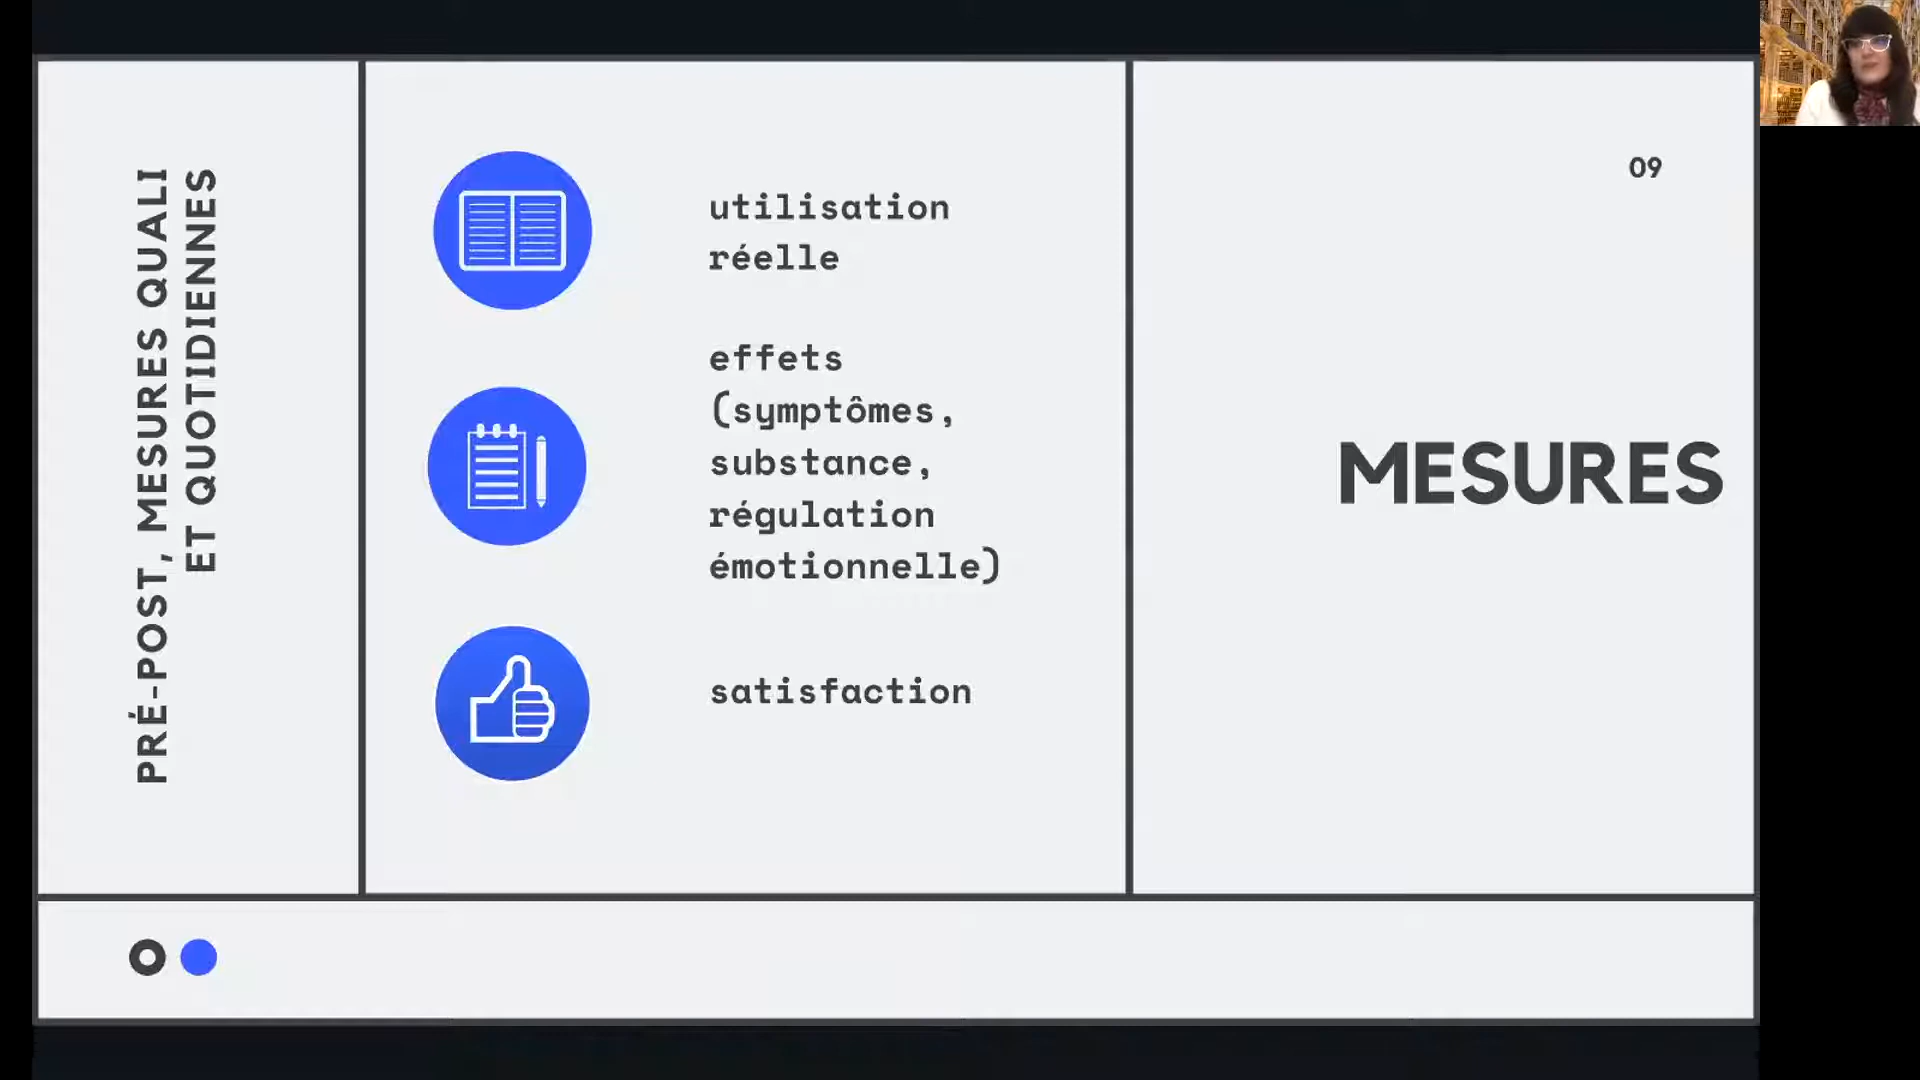 PRÉ-POST, MESURES QUALI
ET QUOTIDIENNES
utilisation
réelle
effets
(symptômes,
substance,
régulation
émotionnelle)
satisfaction
09
MESURES